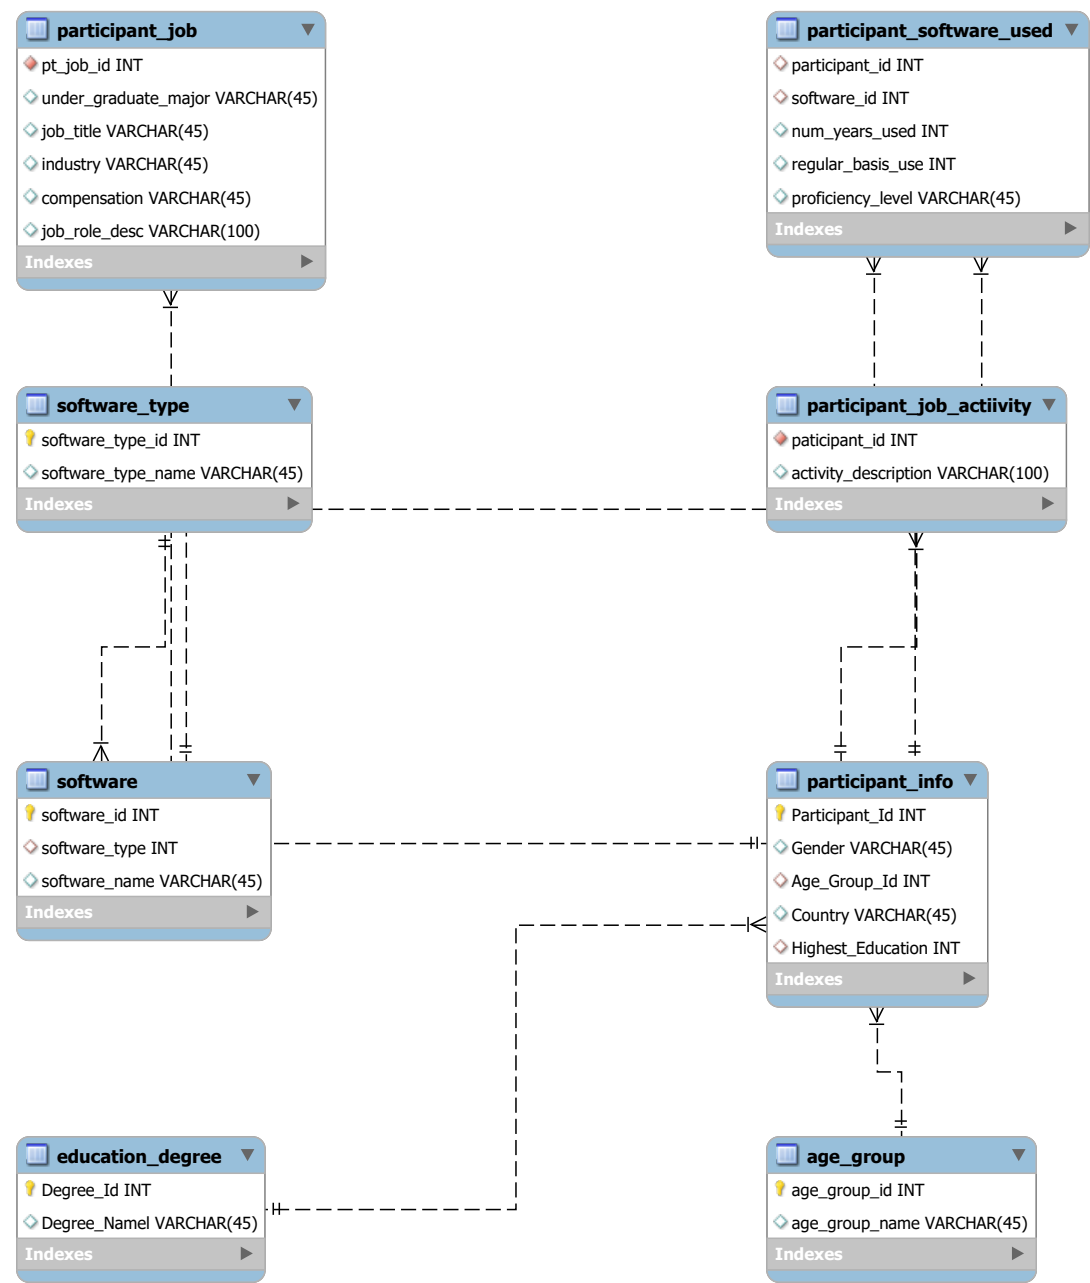 participant_job
pt_job_id INT
under_graduate_major VARCHAR(45)
job_title VARCHAR(45)
industry VARCHAR(45)
compensation VARCHAR(45)
job_role_desc VARCHAR(100)
Indexes
participant_software_used
participant_id INT
software_id INT
num_years_used INT
regular_basis_use INT
proficiency_level VARCHAR(45)
Indexes
software_type
software_type_id INT
software_type_name VARCHAR(45)
Indexes
participant_job_actiivity
paticipant_id INT
activity_description VARCHAR(100)
Indexes
software
software_id INT
software_type INT
software_name VARCHAR(45)
Indexes
participant_info
Participant_Id INT
Gender VARCHAR(45)
Age_Group_Id INT
Country VARCHAR(45)
Highest_Education INT
Indexes
education_degree
Degree_Id INT
Degree_Namel VARCHAR(45)
Indexes
age_group
age_group_id INT
age_group_name VARCHAR(45)
Indexes